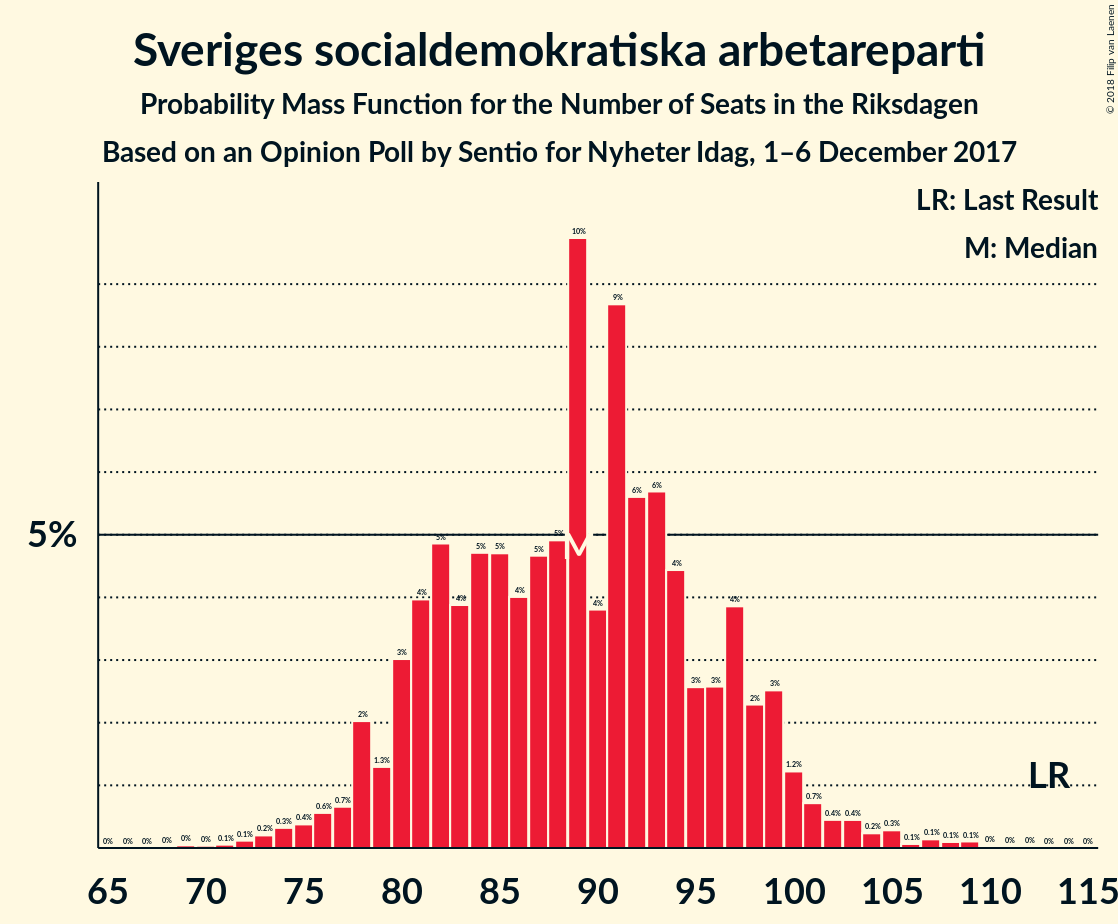 Sveriges socialdemokratiska arbetareparti
Probability Mass Function for the Number of Seats in the Riksdagen
Based on an Opinion Poll by Sentio for Nyheter Idag, 1–6 December 2017
© 2018 Filip van Laenen
LR: Last Result
M: Median
5%
0% 0% 0% 0% 0% 0% 0.1% 0.1% 0.2% 0.3% 0.4% 0.6% 0.7% 2% 1.3% 3% 4% 5% 4% 5% 5% 4% 5% 5% 10% 4% 9% 6% 6% 4% 3% 3% 4% 2% 3% 1.2% 0.7% 0.4% 0.4% 0.2% 0.3% 0.1% 0.1% 0.1% 0.1% 0% 0% 0% 0% 0% 0%
LR
65 70 75 80 85 90 95 100 105 110 115